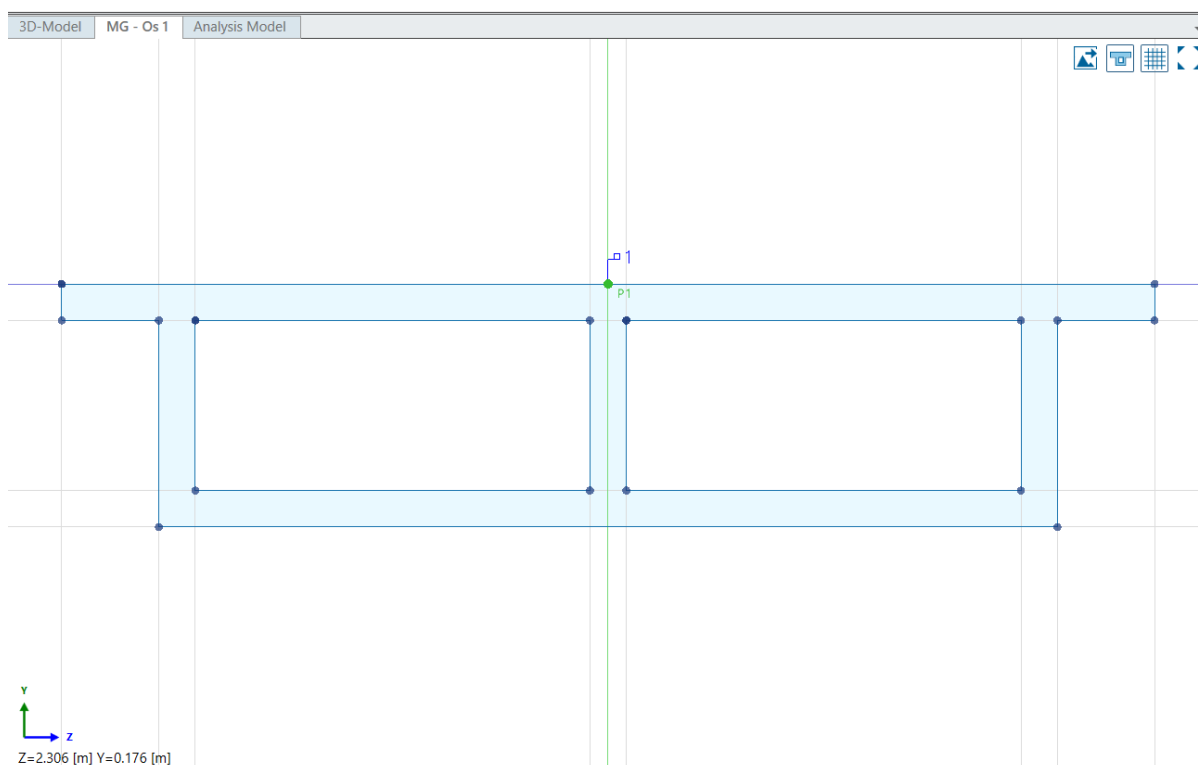 3D-Model MG - Os 1 Analysis Model
1
P1
Y
Z
Z=2.306 [m] Y=0.176 [m]